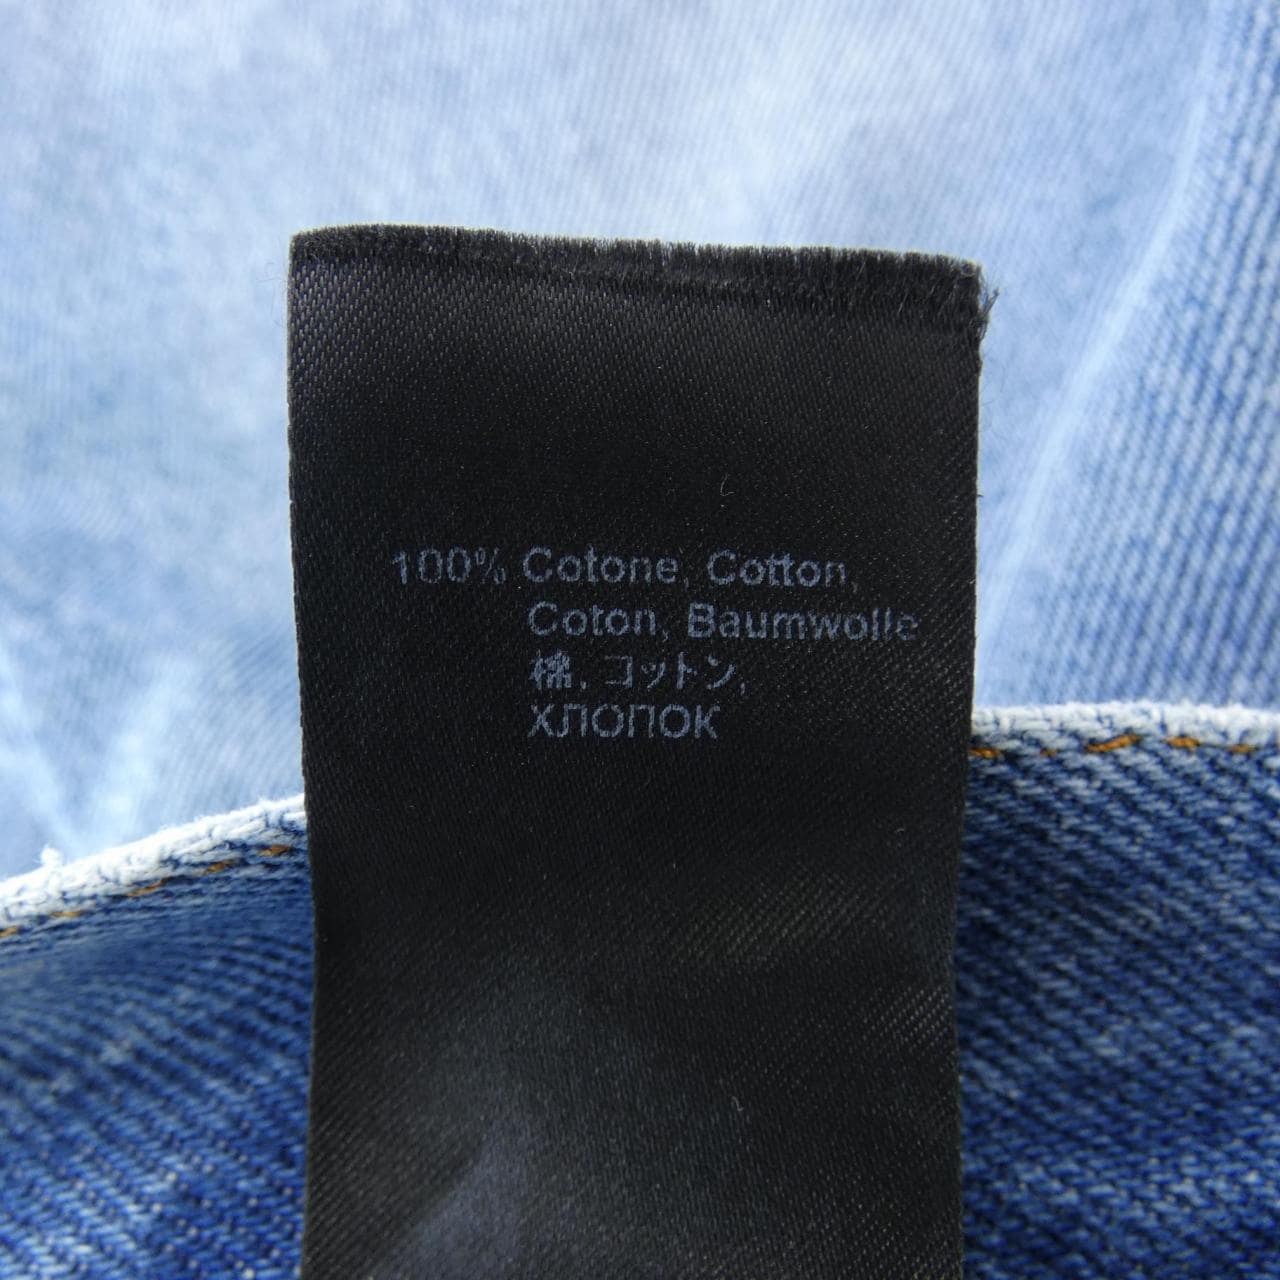 100% Cotone, Cotton,
Coton, Baumwolle
棉, コットン,
ХЛОПОК